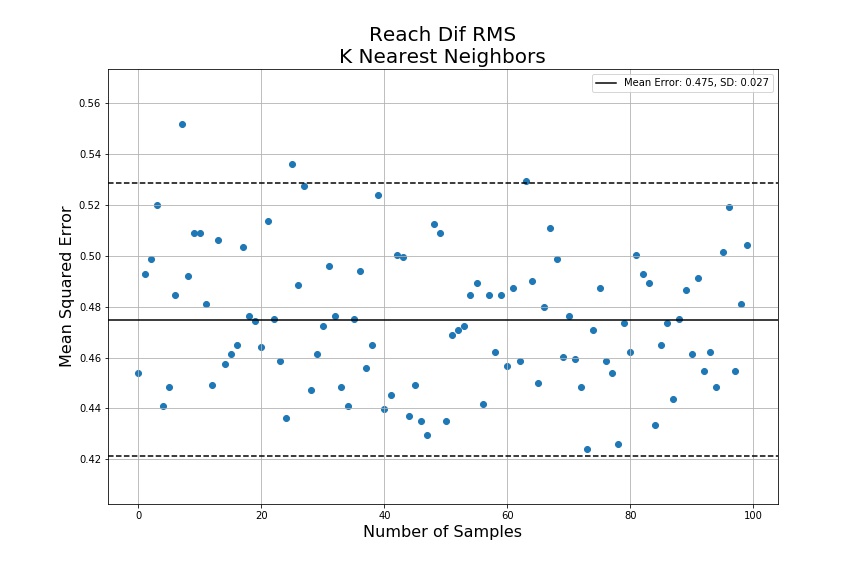 Reach Dif RMS
K Nearest Neighbors
Mean Error: 0.475, SD: 0.027
Mean Squared Error
0.56
0.54
0.52
0.50
0.48
0.46
0.44
0.42
0
20
40
60
80
100
Number of Samples